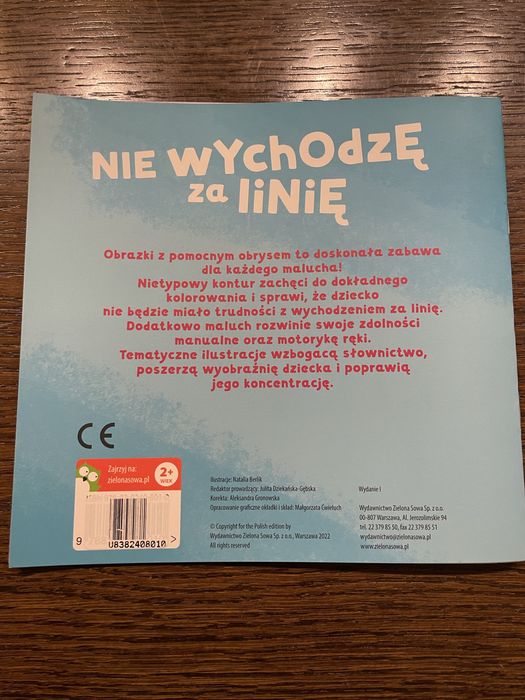 NIE WYChOdzĘ
za liNIĘ
Obrazki z pomocnym obrysem to doskonała zabawa
dla każdego malucha!
Nietypowy kontur zachęci do dokładnego
kolorowania i sprawi, że dziecko
nie będzie miało trudności z wychodzeniem za linię.
Dodatkowo maluch rozwinie swoje zdolności
manualne oraz motorykę ręki.
Tematyczne ilustracje wzbogacą słownictwo,
poszerzą wyobraźnię dziecka i poprawią
jego koncentrację.
CE
Zajrzyj na:
zielonasowa.pl
2+
WIEK
9
U8382408010 >
Ilustracje: Natalia Berlik
Redaktor prowadzący: Julita Dziekańska-Gębska
Korekta: Aleksandra Gronowska
Opracowanie graficzne okładki i skład: Małgorzata Ćwieluch
© Copyright for the Polish edition by
Wydawnictwo Zielona Sowa Sp. z o.o., Warszawa 2022
All rights reserved
Wydanie I
Wydawnictwo Zielona Sowa Sp. z o.o.
00-807 Warszawa, Al. Jerozolimskie 94
tel. 22 379 85 50, fax 22 379 85 51
wydawnictwo@zielonasowa.pl
www.zielonasowa.pl